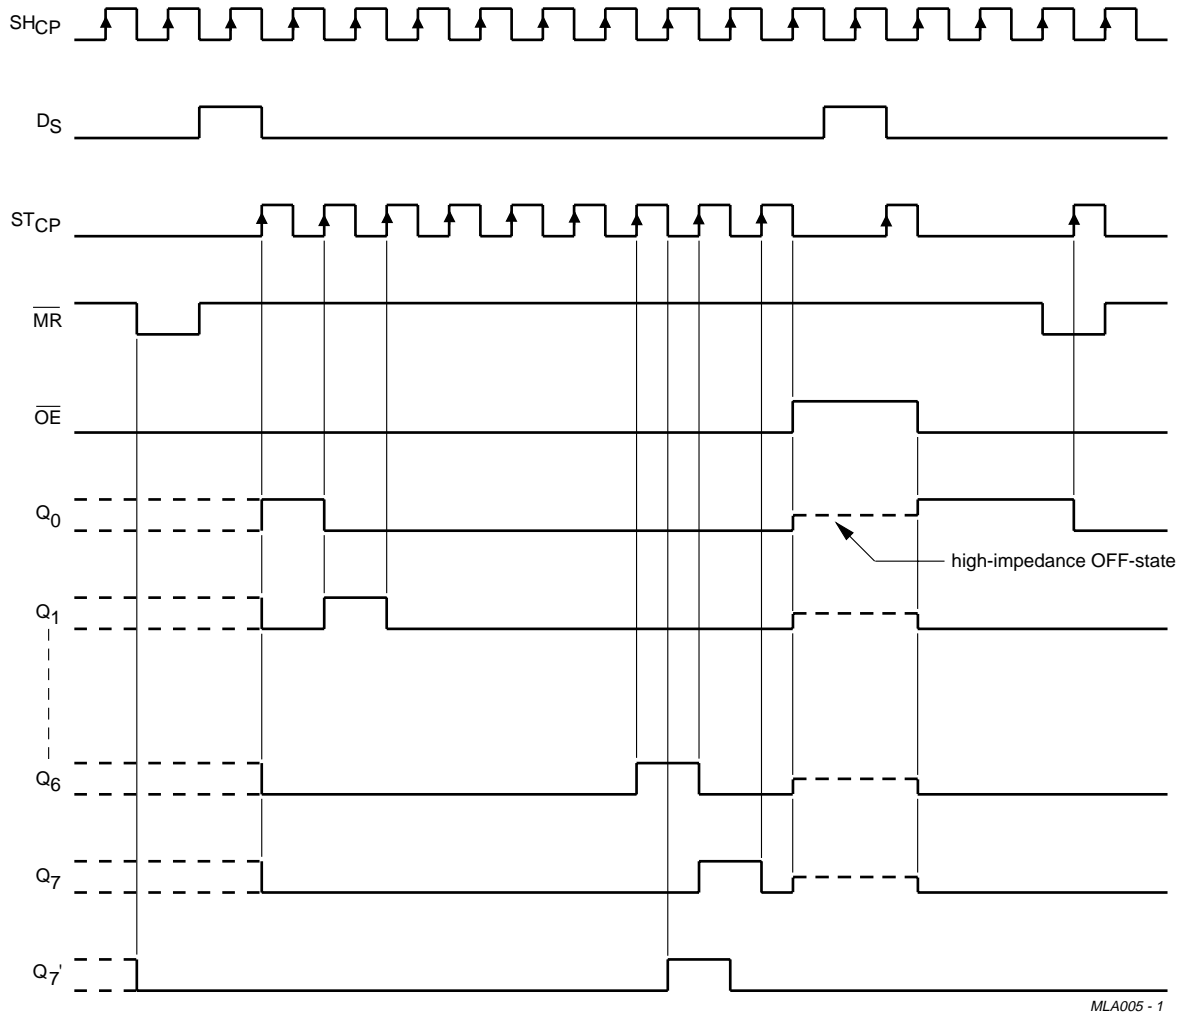 SHCP
DS
STCP
MR
OE
Q0
high-impedance OFF-state
Q1
Q6
Q7
Q7'
MLA005 - 1